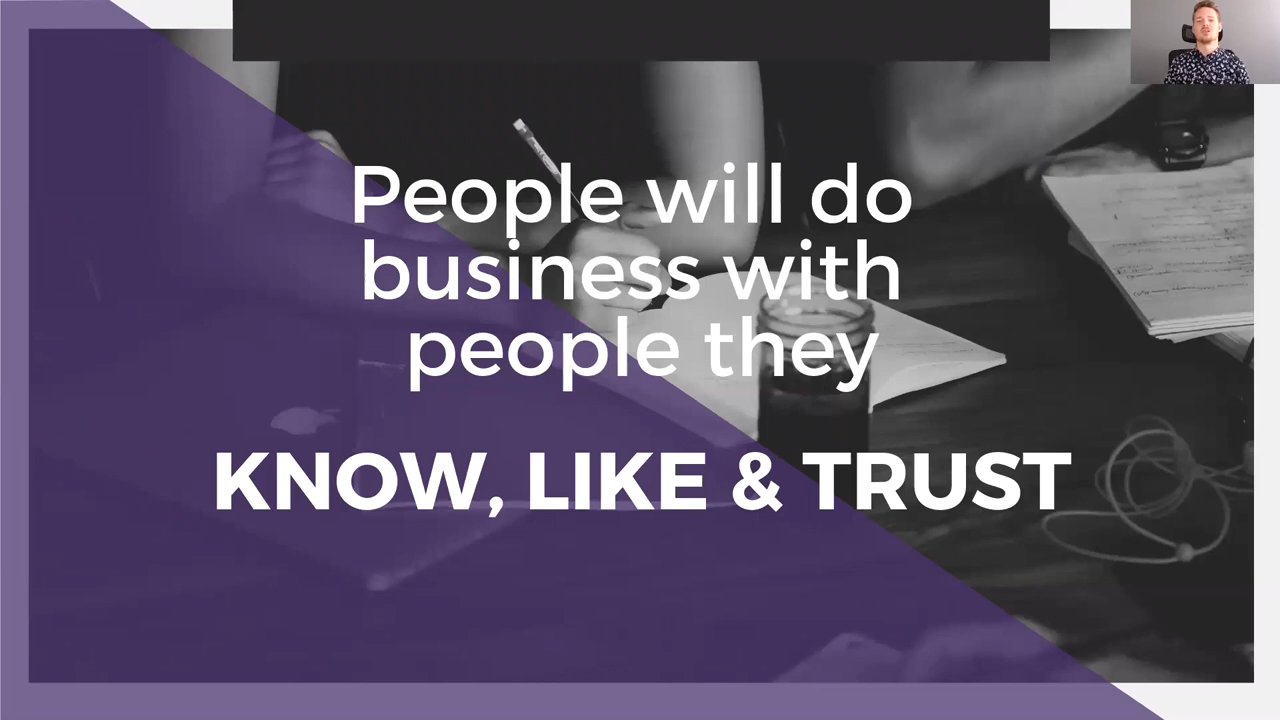 People will do
business with
people they
KNOW, LIKE & TRUST